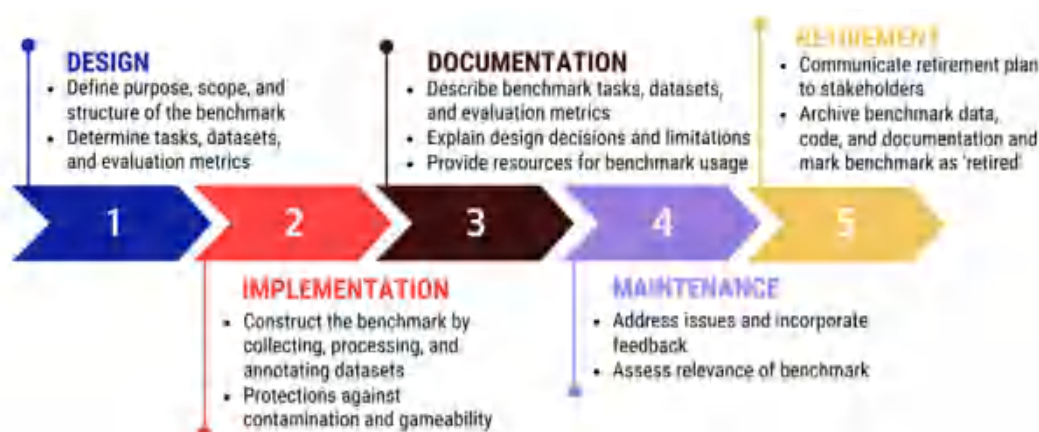 DESIGN
• Define purpose, scope, and
structure of the benchmark
• Determine tasks, datasets,
and evaluation metrics
DOCUMENTATION
• Describe benchmark tasks, datasets,
and evaluation metrics
• Explain design decisions and limitations
• Provide resources for benchmark usage
RETIREMENT
• Communicate retirement plan
to stakeholders
• Archive benchmark data,
code, and documentation and
mark benchmark as 'retired'
1
2
3
4
5
IMPLEMENTATION
• Construct the benchmark by
collecting, processing, and
annotating datasets
• Protections against
contamination and gameability
MAINTENANCE
• Address issues and incorporate
feedback
• Assess relevance of benchmark